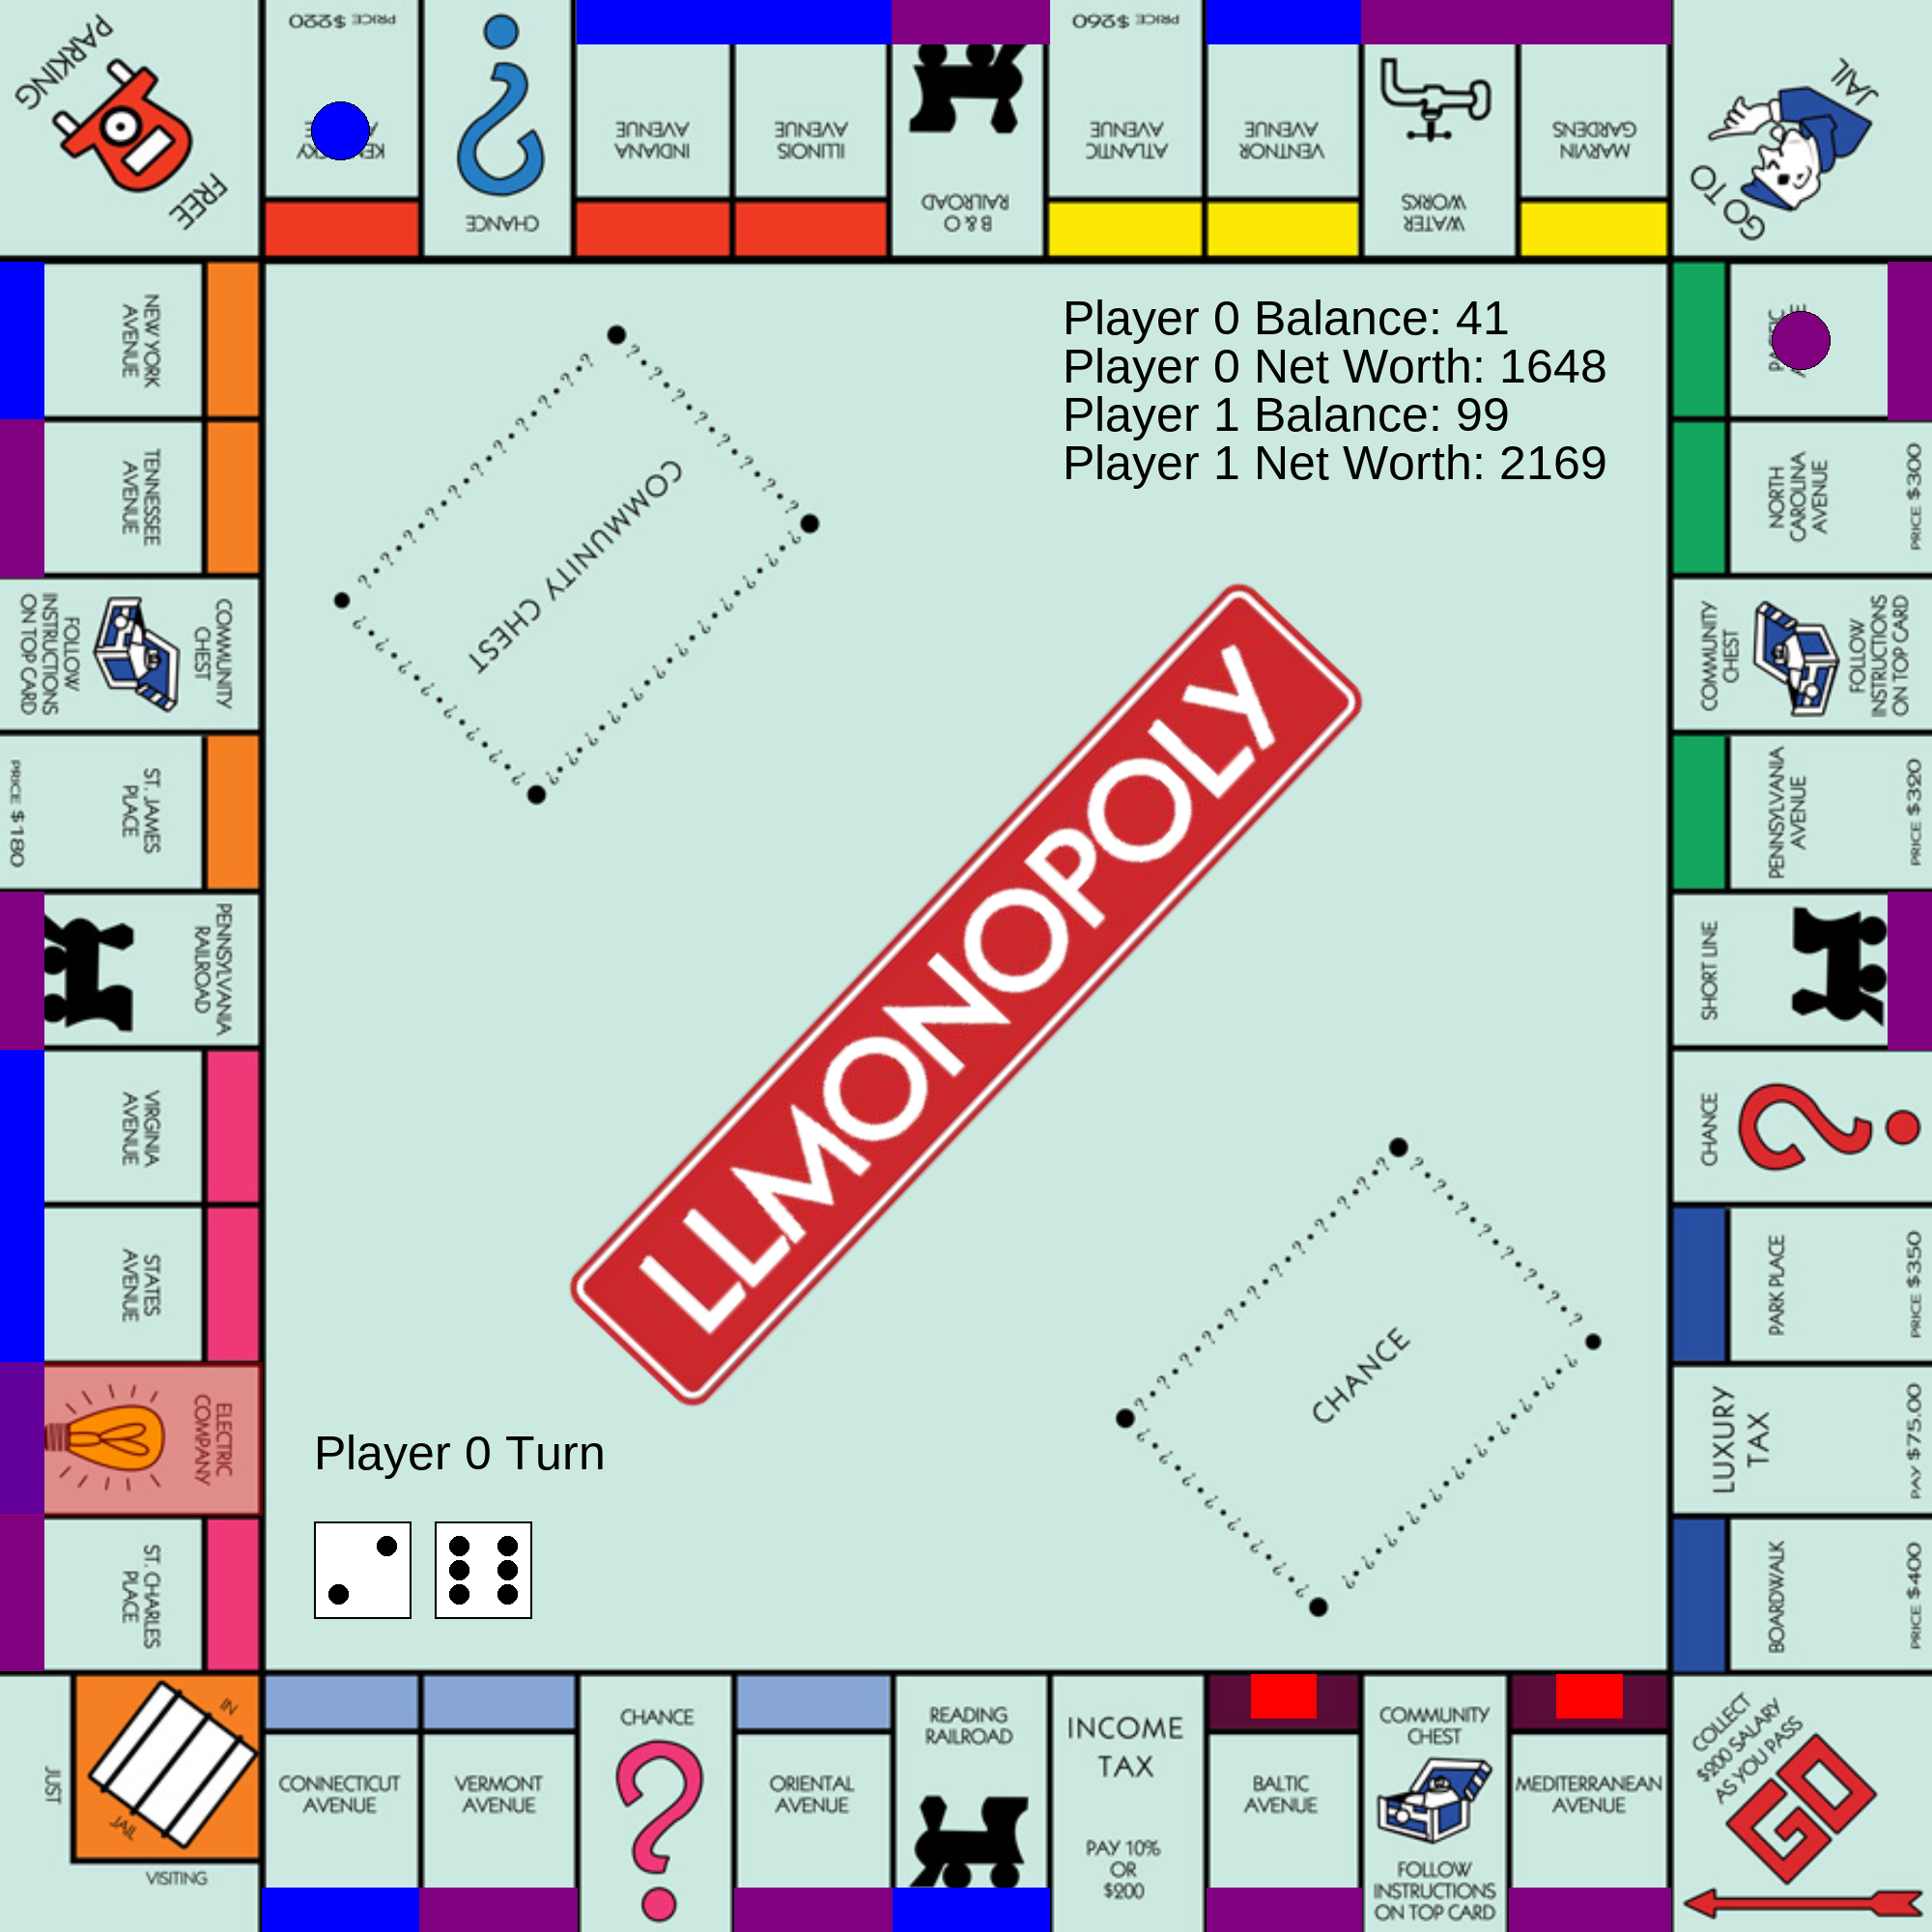 FREE
PARKING
PRICE $220
CHANCE
INDIANA
AVENUE
ILLINOIS
AVENUE
B & O
RAILROAD
PRICE $260
ATLANTIC
AVENUE
VENTNOR
AVENUE
WATER
WORKS
MARVIN
GARDENS
GO TO
JAIL
NEW YORK
AVENUE
TENNESSEE
AVENUE
COMMUNITY
CHEST
FOLLOW
INSTRUCTIONS
ON TOP CARD
ST. JAMES
PLACE
PRICE $180
PENNSYLVANIA
RAILROAD
VIRGINIA
AVENUE
STATES
AVENUE
ELECTRIC
COMPANY
ST. CHARLES
PLACE
Player 0 Balance: 41
Player 0 Net Worth: 1648
Player 1 Balance: 99
Player 1 Net Worth: 2169
COMMUNITY CHEST
LLMONOPOLY
CHANCE
Player 0 Turn
NORTH
CAROLINA
AVENUE
PRICE $300
COMMUNITY
CHEST
FOLLOW
INSTRUCTIONS
ON TOP CARD
PENNSYLVANIA
AVENUE
PRICE $320
SHORT LINE
CHANCE
PARK PLACE
PRICE $350
LUXURY
TAX
PAY $75.00
BOARDWALK
PRICE $400
IN
JAIL
JUST
VISITING
CONNECTICUT
AVENUE
VERMONT
AVENUE
CHANCE
ORIENTAL
AVENUE
READING
RAILROAD
INCOME
TAX
PAY 10%
OR
$200
BALTIC
AVENUE
COMMUNITY
CHEST
FOLLOW
INSTRUCTIONS
ON TOP CARD
MEDITERRANEAN
AVENUE
COLLECT
$200 SALARY
AS YOU PASS
GO